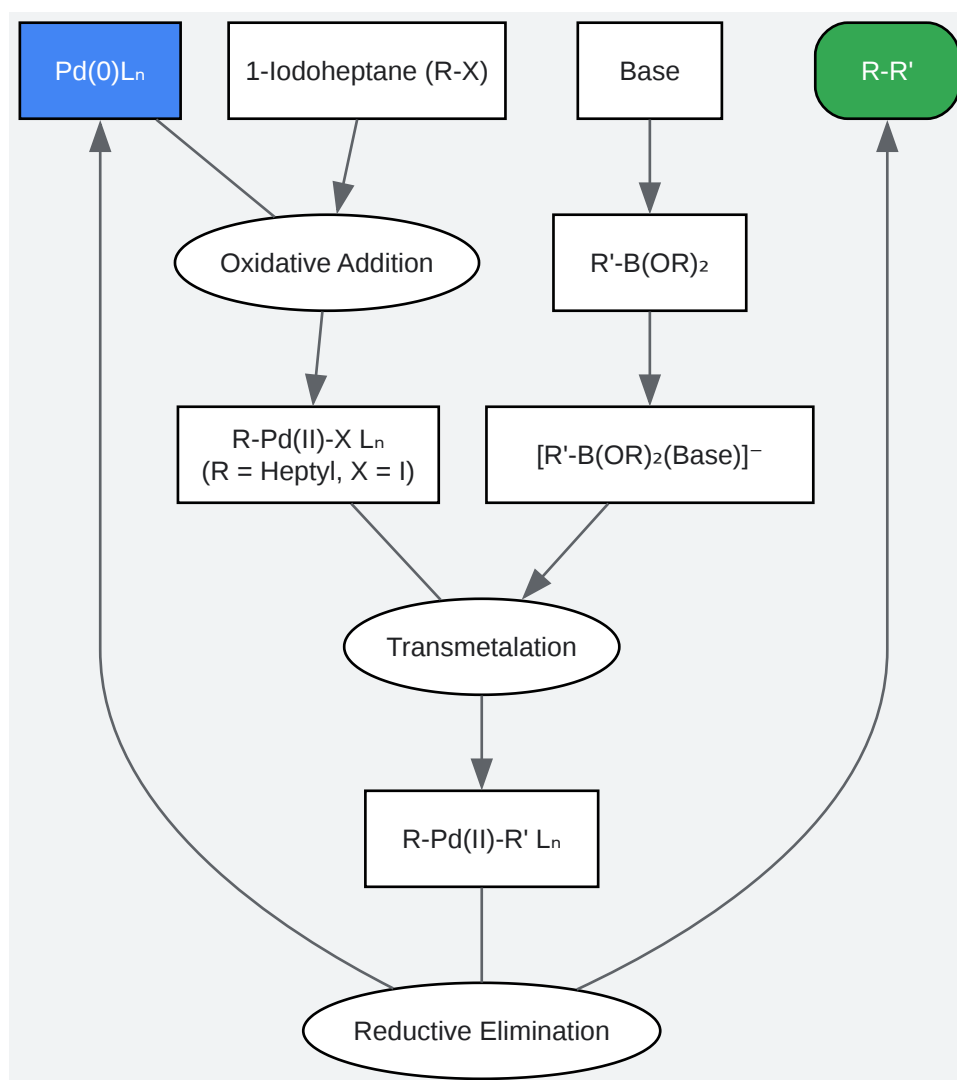 Pd(0)Lₙ
1-Iodoheptane (R-X)
Base
R-R'
Oxidative Addition
R'-B(OR)₂
R-Pd(II)-X Lₙ
(R = Heptyl, X = I)
[R'-B(OR)₂(Base)]⁻
Transmetalation
R-Pd(II)-R' Lₙ
Reductive Elimination